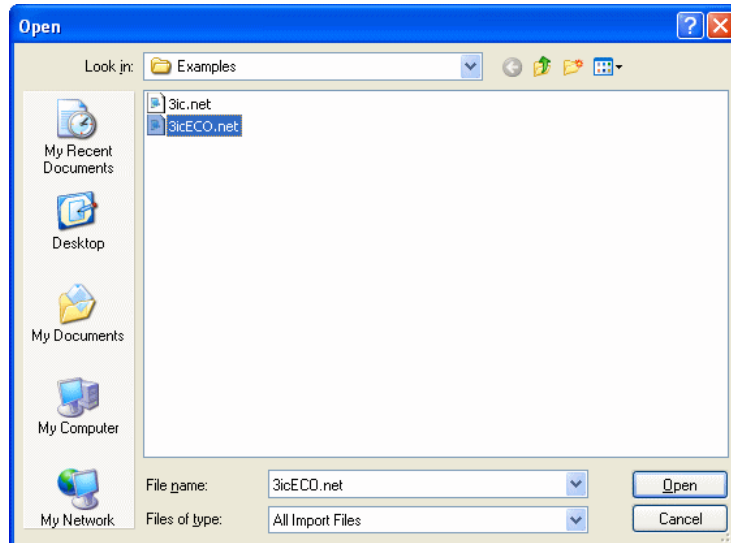 Open
Look in:
Examples
3ic.net
3icECO.net
My Recent
Documents
Desktop
My Documents
My Computer
My Network
File name:
3icECO.net
Open
Files of type:
All Import Files
Cancel